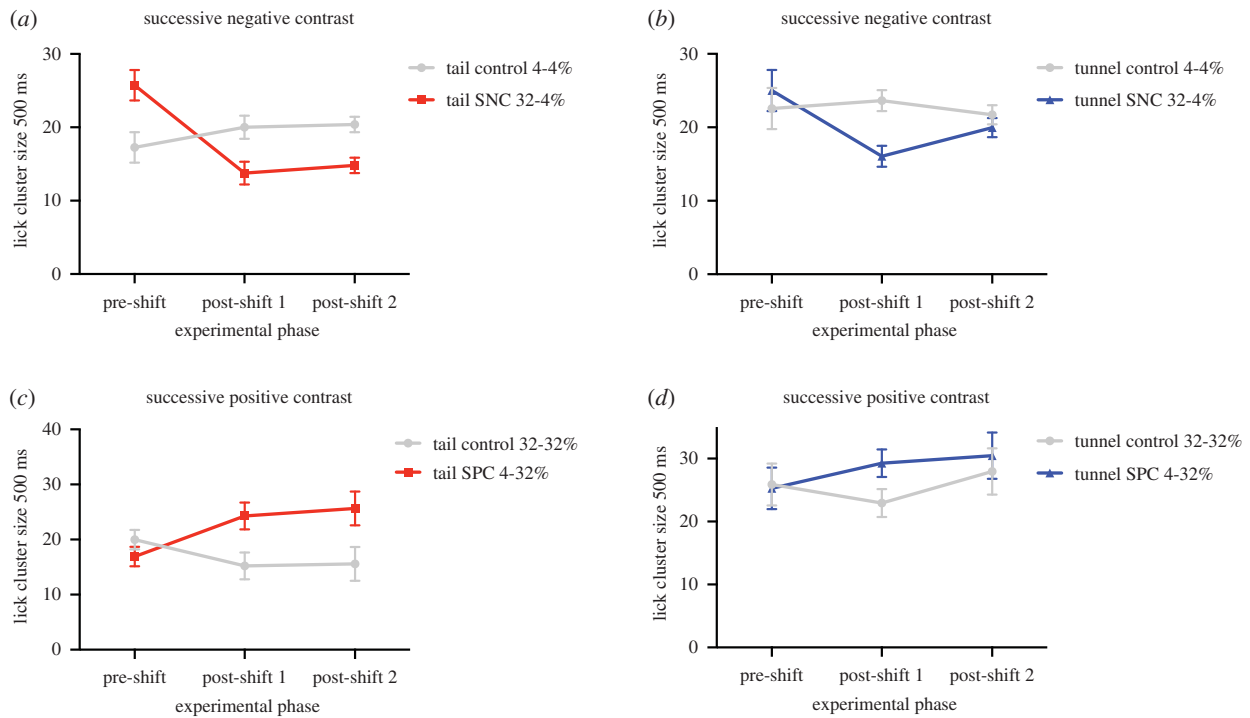 (a)
successive negative contrast
30
20
10
0
lick cluster size 500 ms
pre-shift
post-shift 1
post-shift 2
experimental phase
tail control 4-4%
tail SNC 32-4%
(b)
successive negative contrast
30
20
10
0
lick cluster size 500 ms
pre-shift
post-shift 1
post-shift 2
experimental phase
tunnel control 4-4%
tunnel SNC 32-4%
(c)
successive positive contrast
40
30
20
10
0
lick cluster size 500 ms
pre-shift
post-shift 1
post-shift 2
experimental phase
tail control 32-32%
tail SPC 4-32%
(d)
successive positive contrast
30
20
10
0
lick cluster size 500 ms
pre-shift
post-shift 1
post-shift 2
experimental phase
tunnel control 32-32%
tunnel SPC 4-32%